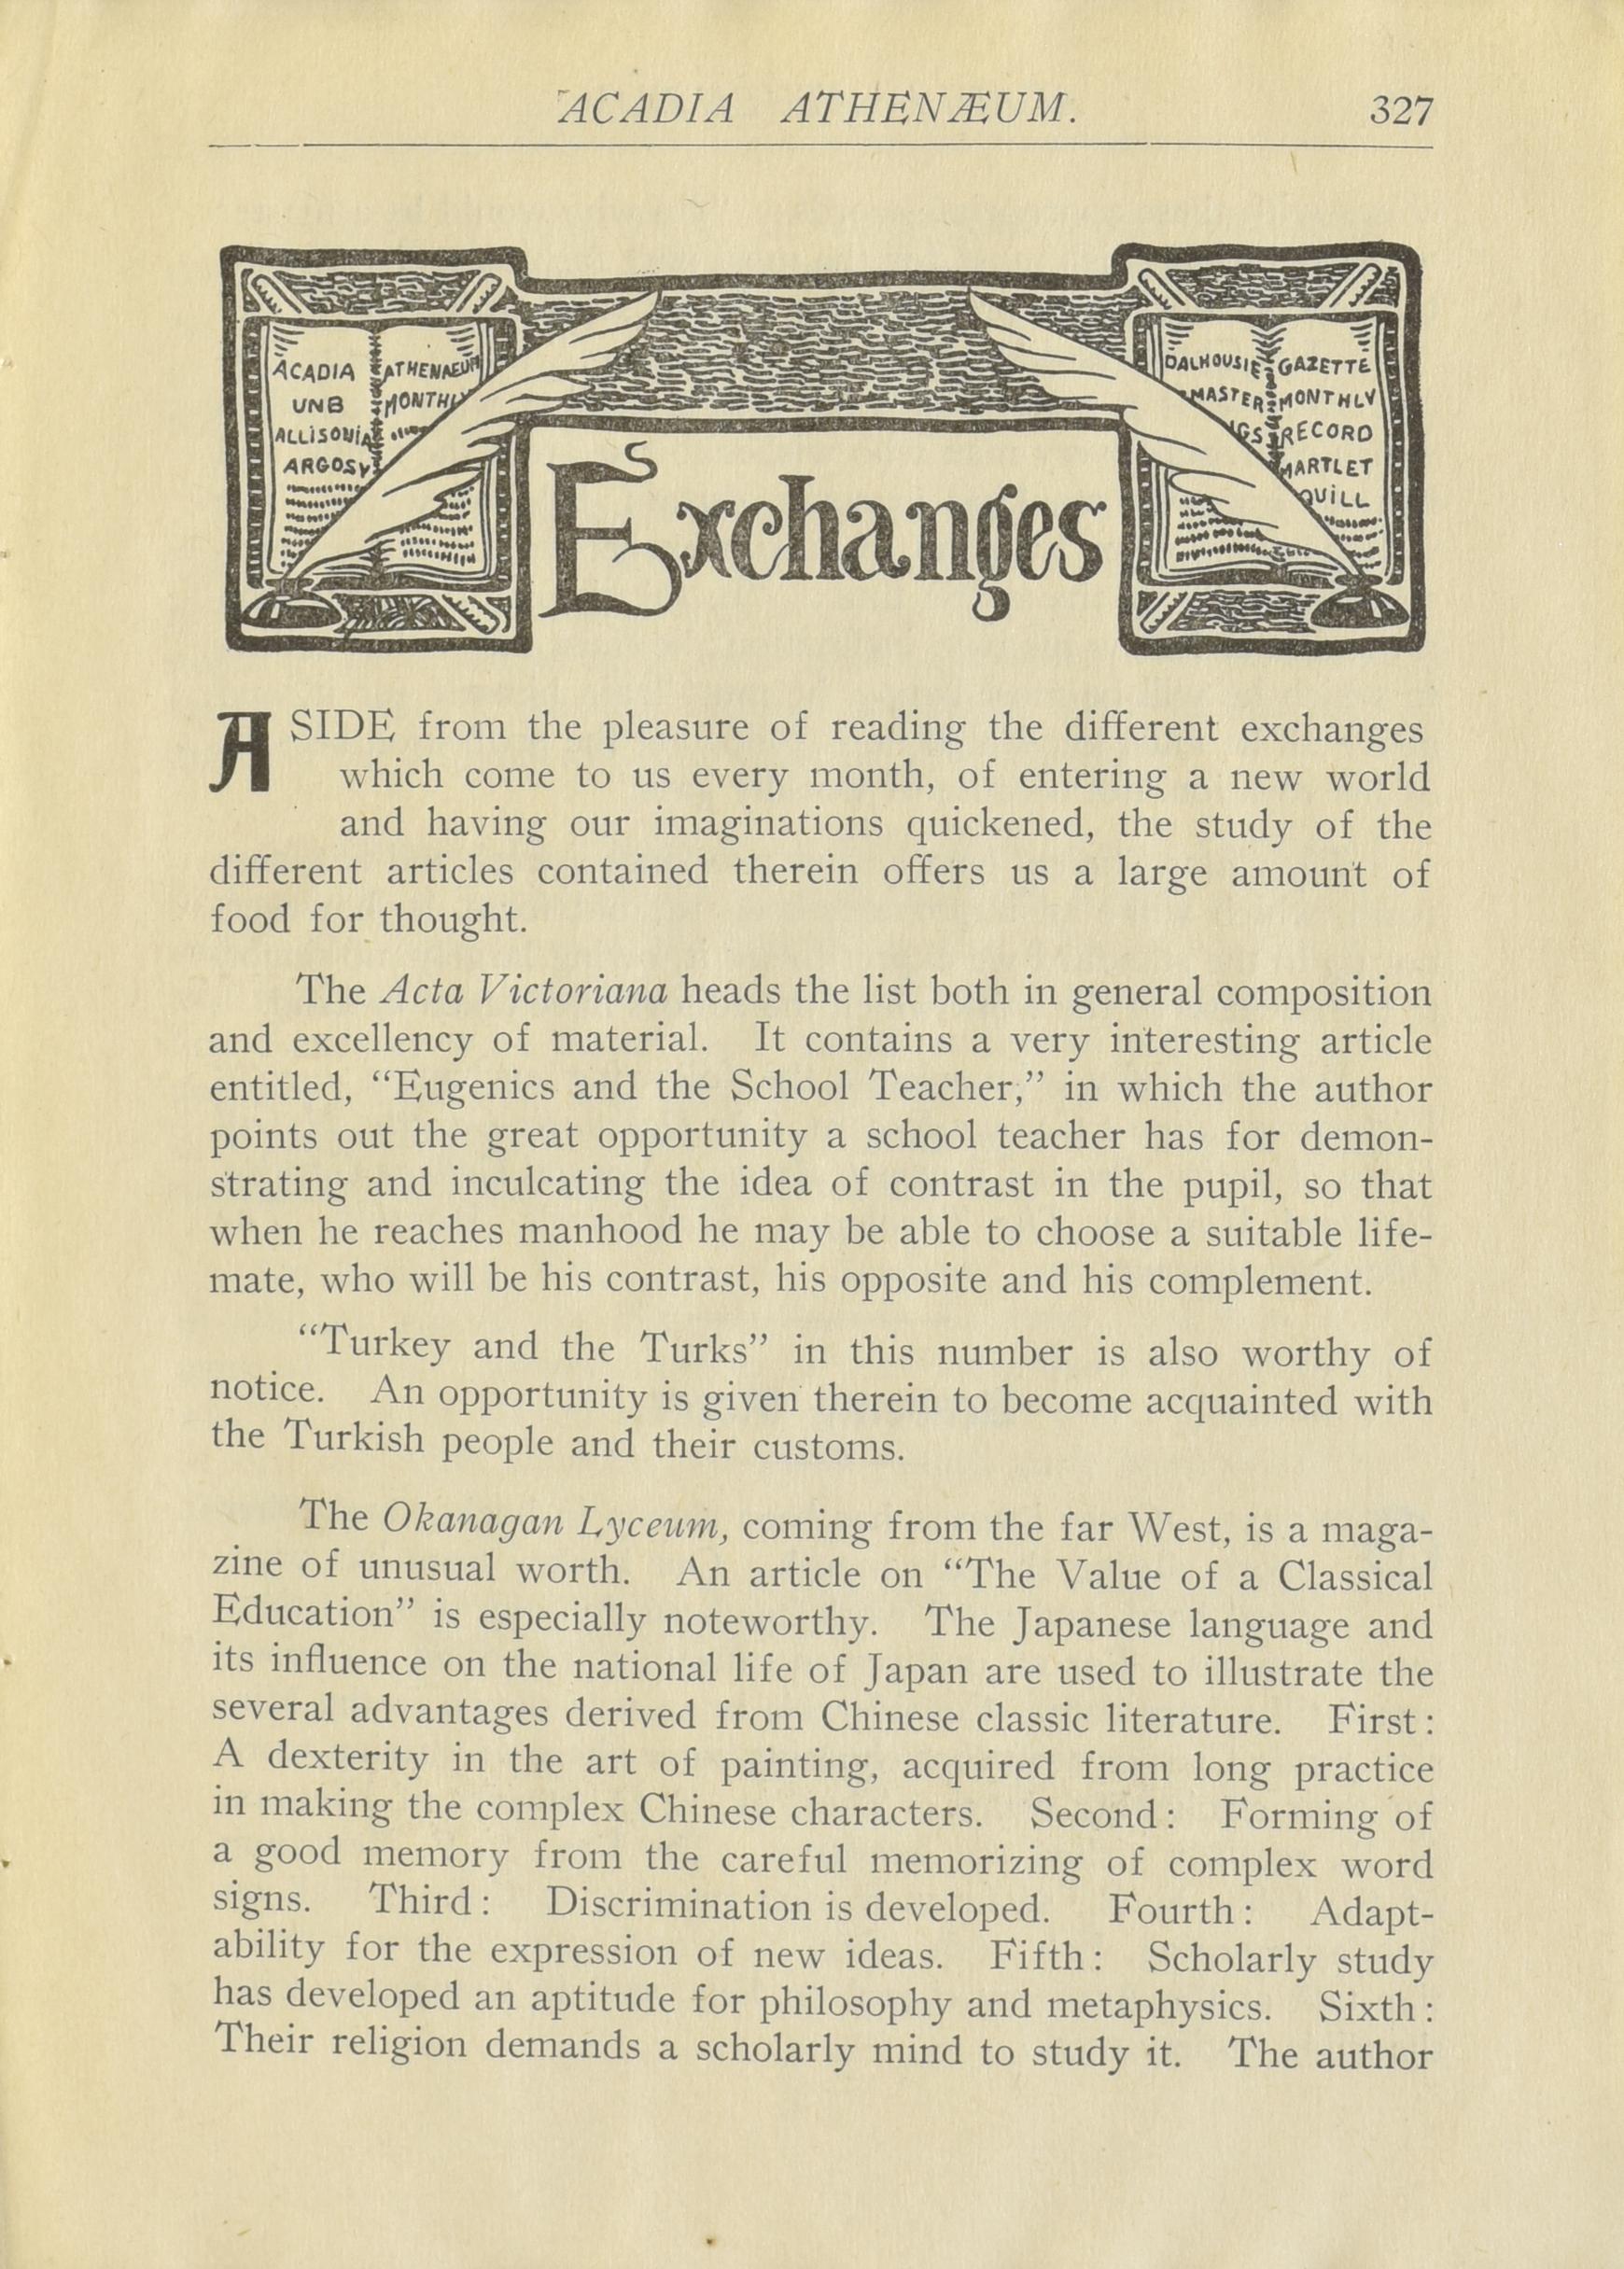 ACADIA ATHENÆUM. 327
ACADIA ATHENAEUM
UNB MONTHLY
ALLISONIA
ARGOSY
DALHOUSIE GAZETTE
MASTER MONTHLY
GS RECORD
MARTLET
QUILL
Exchanges
ASIDE from the pleasure of reading the different exchanges
which come to us every month, of entering a new world
and having our imaginations quickened, the study of the
different articles contained therein offers us a large amount of
food for thought.
The Acta Victoriana heads the list both in general composition
and excellency of material. It contains a very interesting article
entitled, “Eugenics and the School Teacher,” in which the author
points out the great opportunity a school teacher has for demon-
strating and inculcating the idea of contrast in the pupil, so that
when he reaches manhood he may be able to choose a suitable life-
mate, who will be his contrast, his opposite and his complement.
“Turkey and the Turks” in this number is also worthy of
notice. An opportunity is given therein to become acquainted with
the Turkish people and their customs.
The Okanagan Lyceum, coming from the far West, is a maga-
zine of unusual worth. An article on “The Value of a Classical
Education” is especially noteworthy. The Japanese language and
its influence on the national life of Japan are used to illustrate the
several advantages derived from Chinese classic literature. First:
A dexterity in the art of painting, acquired from long practice
in making the complex Chinese characters. Second: Forming of
a good memory from the careful memorizing of complex word
signs. Third: Discrimination is developed. Fourth: Adapt-
ability for the expression of new ideas. Fifth: Scholarly study
has developed an aptitude for philosophy and metaphysics. Sixth:
Their religion demands a scholarly mind to study it. The author